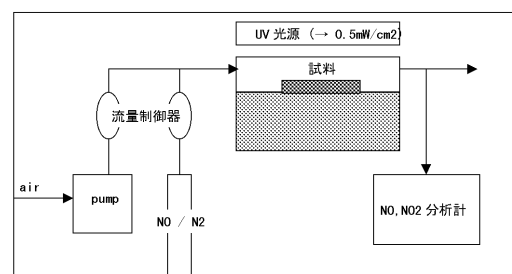 UV 光源 (→ 0.5mW/cm2)
試料
流量制御器
air
pump
NO / N2
NO,NO2 分析計